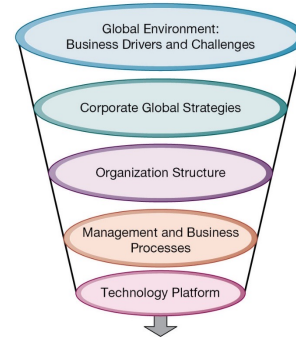 Global Environment:
Business Drivers and Challenges
Corporate Global Strategies
Organization Structure
Management and Business
Processes
Technology Platform